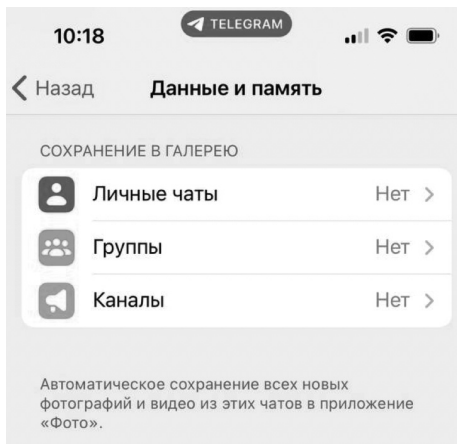 10:18
TELEGRAM
Назад
Данные и память
СОХРАНЕНИЕ В ГАЛЕРЕЮ
Личные чаты Нет
Группы Нет
Каналы Нет
Автоматическое сохранение всех новых
фотографий и видео из этих чатов в приложение
«Фото».